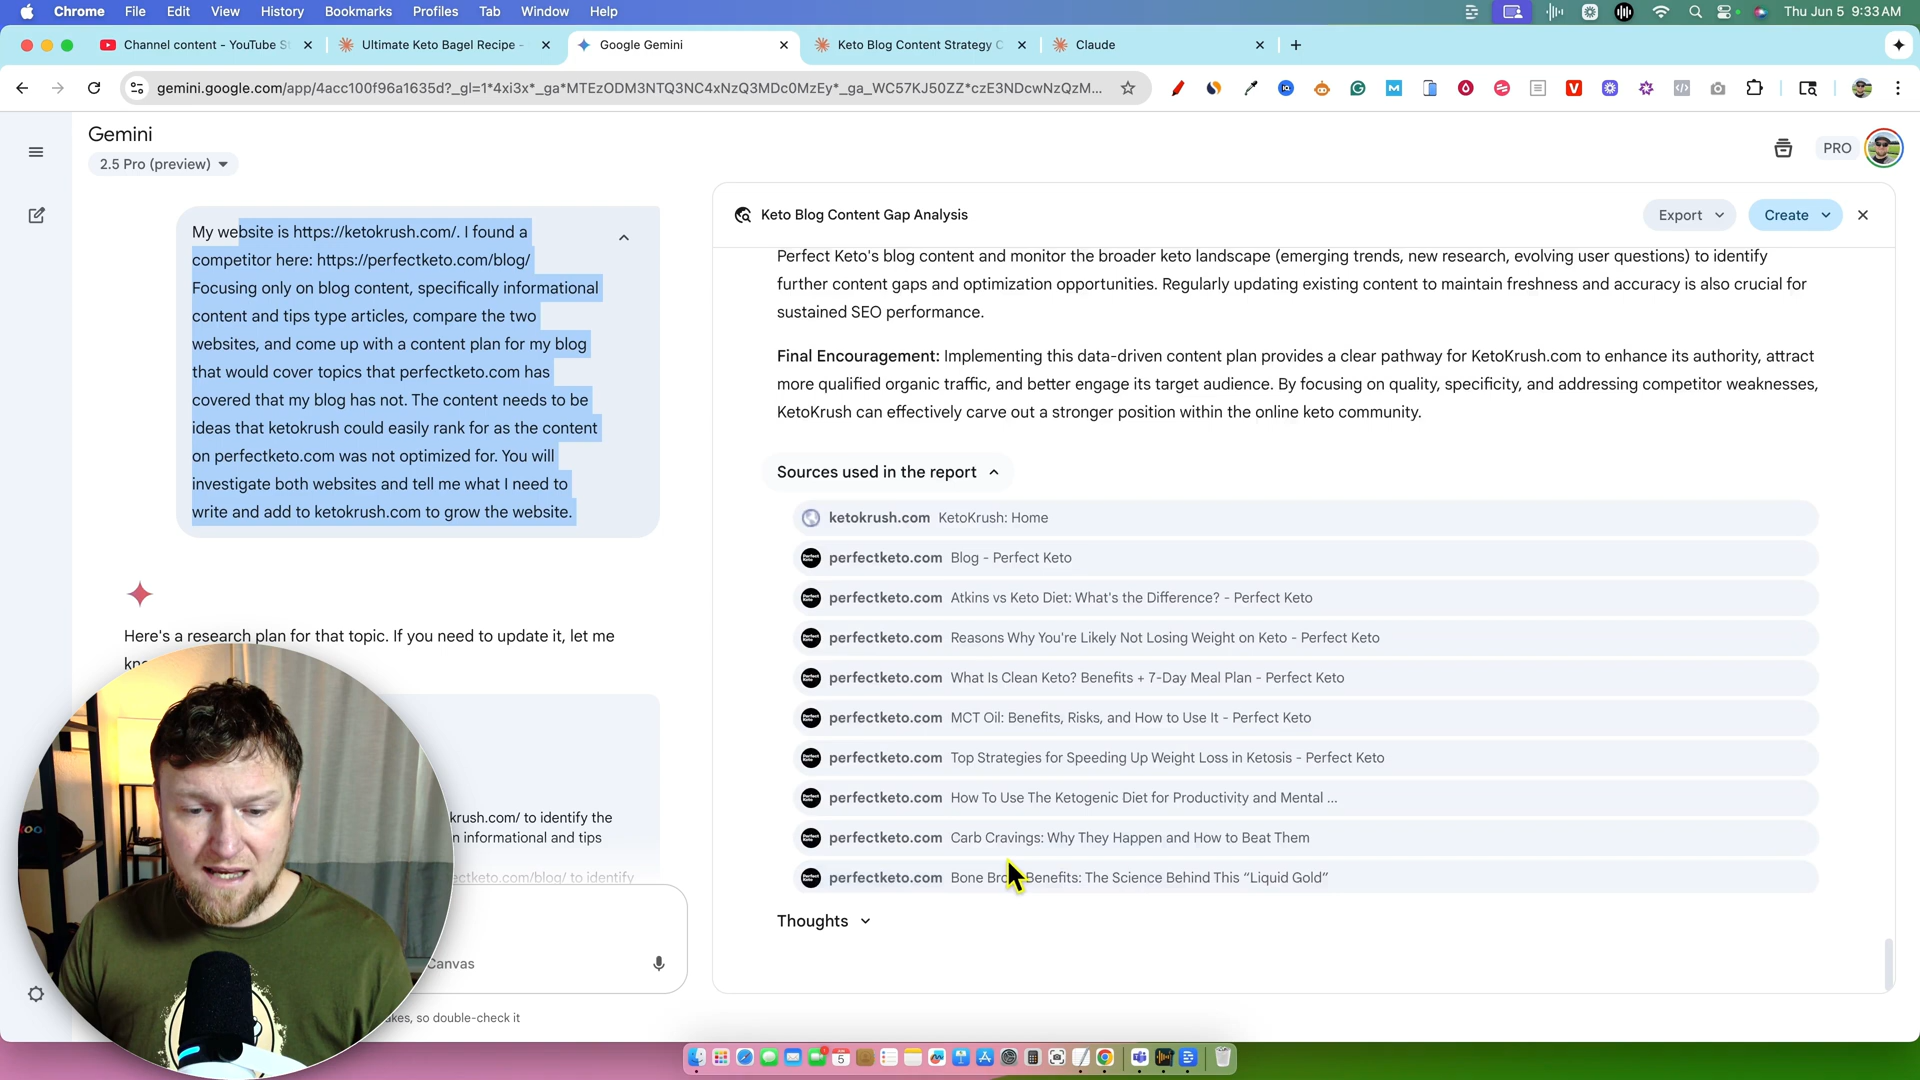 Chrome File Edit View History Bookmarks Profiles Tab Window Help
Thu Jun 5 9:33 AM
Channel content - YouTube S
Ultimate Keto Bagel Recipe -
Google Gemini
Keto Blog Content Strategy C
Claude
gemini.google.com/app/4acc100f96a1635d?_gl=1*4xi3x*_ga*MTEzODM3NTQ3NC4xNzQ3MDc0MzEy*_ga_WC57KJ50ZZ*czE3NDcwNzQzM...
Gemini
2.5 Pro (preview)
PRO
My website is https://ketokrush.com/. I found a
competitor here: https://perfectketo.com/blog/
Focusing only on blog content, specifically informational
content and tips type articles, compare the two
websites, and come up with a content plan for my blog
that would cover topics that perfectketo.com has
covered that my blog has not. The content needs to be
ideas that ketokrush could easily rank for as the content
on perfectketo.com was not optimized for. You will
investigate both websites and tell me what I need to
write and add to ketokrush.com to grow the website.
Here's a research plan for that topic. If you need to update it, let me
krush.com/ to identify the
n informational and tips
ectketo.com/blog/ to identify
Canvas
akes, so double-check it
Keto Blog Content Gap Analysis
Export
Create
Perfect Keto's blog content and monitor the broader keto landscape (emerging trends, new research, evolving user questions) to identify
further content gaps and optimization opportunities. Regularly updating existing content to maintain freshness and accuracy is also crucial for
sustained SEO performance.
Final Encouragement: Implementing this data-driven content plan provides a clear pathway for KetoKrush.com to enhance its authority, attract
more qualified organic traffic, and better engage its target audience. By focusing on quality, specificity, and addressing competitor weaknesses,
KetoKrush can effectively carve out a stronger position within the online keto community.
Sources used in the report
ketokrush.com KetoKrush: Home
perfectketo.com Blog - Perfect Keto
perfectketo.com Atkins vs Keto Diet: What's the Difference? - Perfect Keto
perfectketo.com Reasons Why You're Likely Not Losing Weight on Keto - Perfect Keto
perfectketo.com What Is Clean Keto? Benefits + 7-Day Meal Plan - Perfect Keto
perfectketo.com MCT Oil: Benefits, Risks, and How to Use It - Perfect Keto
perfectketo.com Top Strategies for Speeding Up Weight Loss in Ketosis - Perfect Keto
perfectketo.com How To Use The Ketogenic Diet for Productivity and Mental ...
perfectketo.com Carb Cravings: Why They Happen and How to Beat Them
perfectketo.com Bone Bro Benefits: The Science Behind This “Liquid Gold”
Thoughts